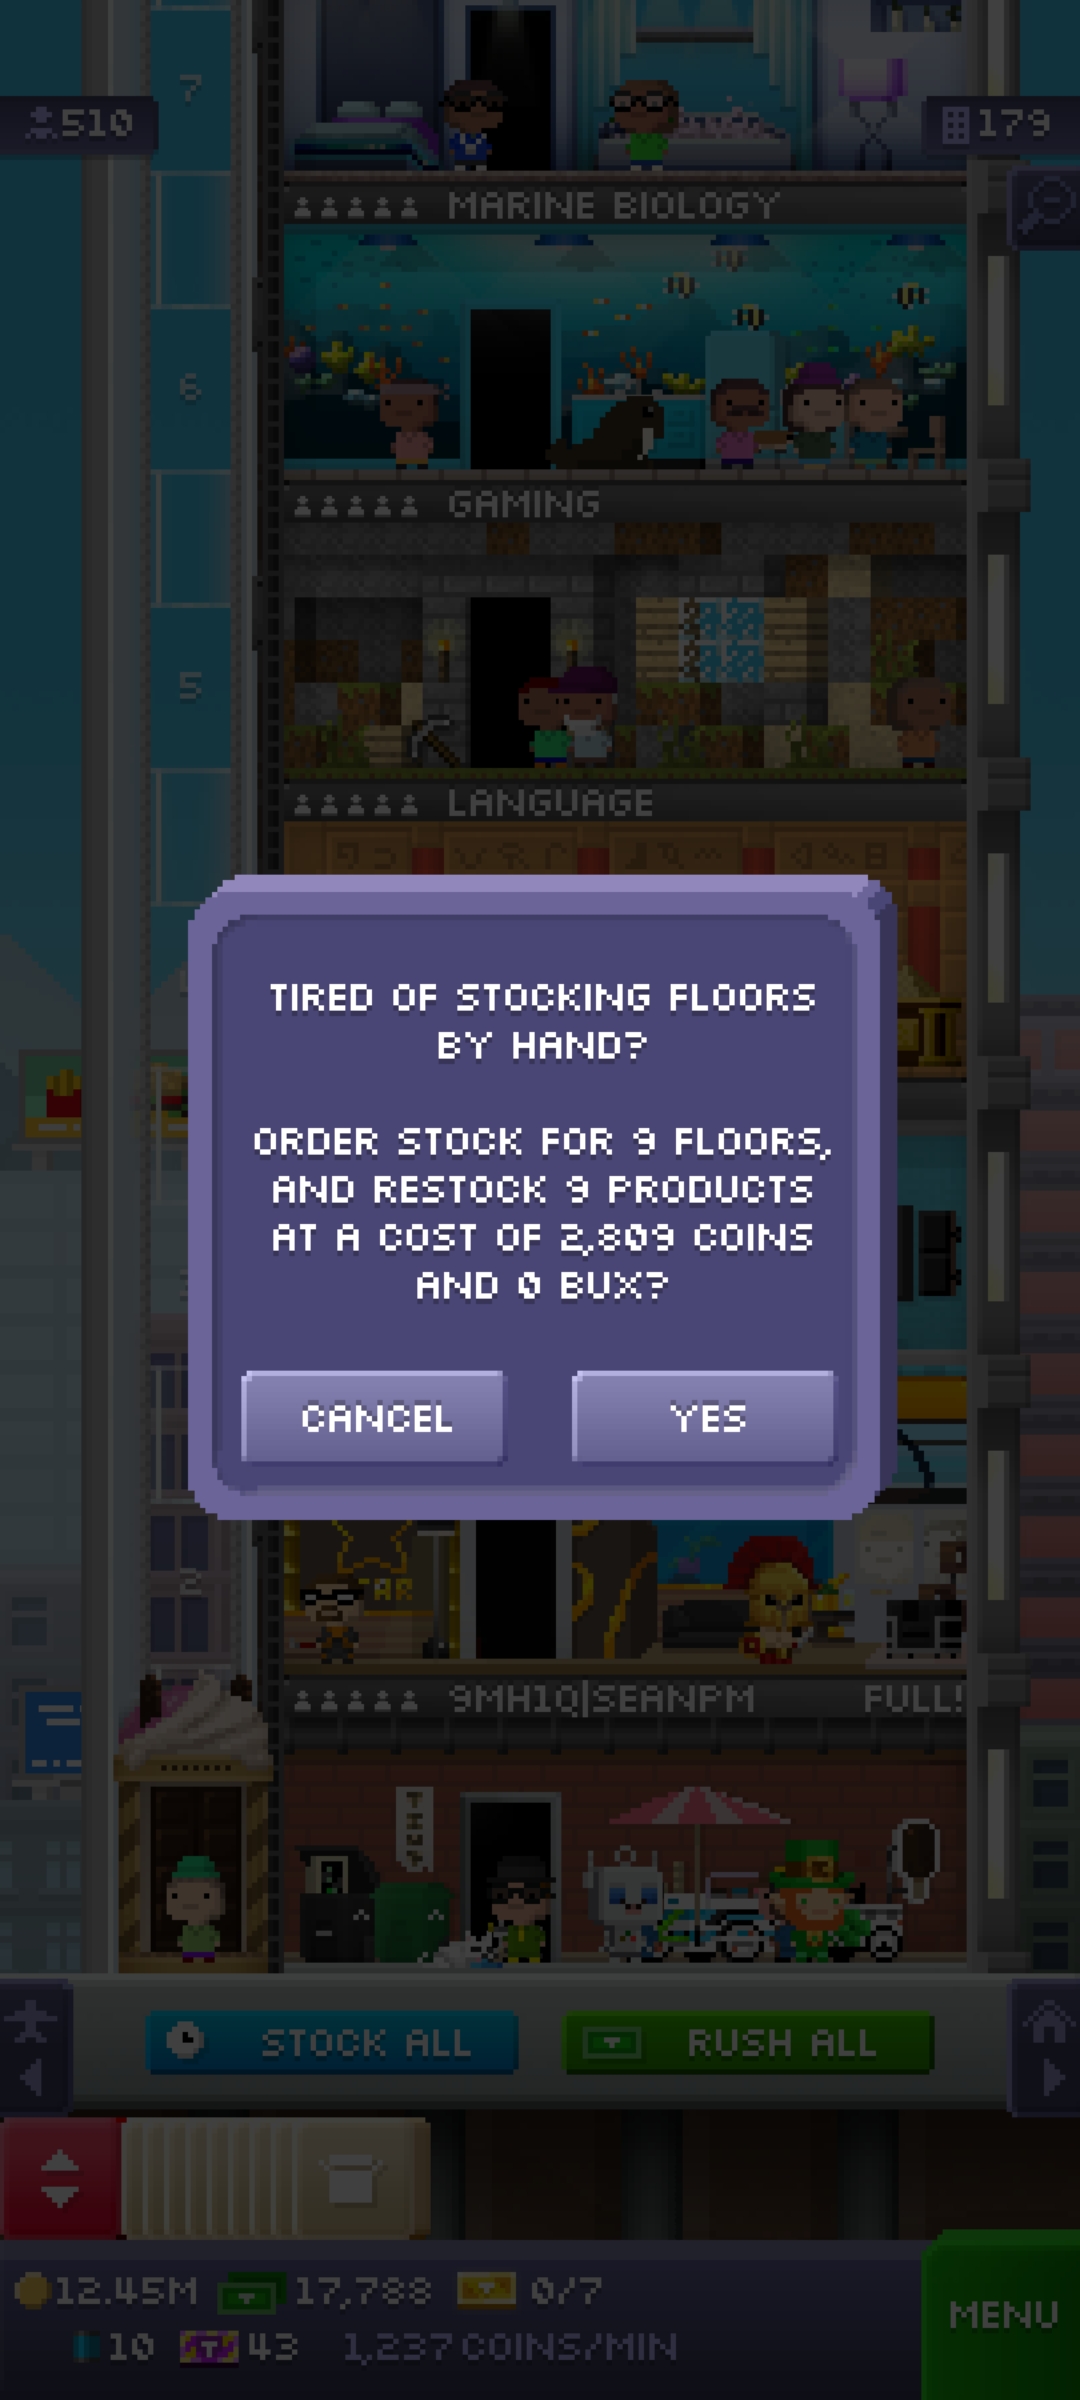 7
510
179
MARINE BIOLOGY
6
GAMING
5
LANGUAGE
TIRED OF STOCKING FLOORS
BY HAND?
ORDER STOCK FOR 9 FLOORS,
AND RESTOCK 9 PRODUCTS
AT A COST OF 2,809 COINS
AND 0 BUX?
CANCEL
YES
2
TAR
9MH1Q|SEANPM
FULL!
STOCK ALL
RUSH ALL
12.45M
17,788
0/7
MENU
10
43
1,237 COINS/MIN